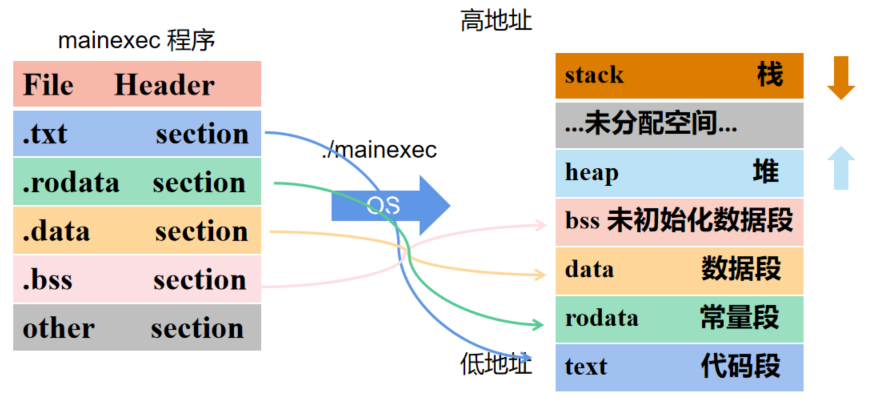 mainexec 程序
File Header
.txt section
.rodata section
.data section
.bss section
other section
./mainexec
OS
高地址
stack 栈
...未分配空间...
heap 堆
bss 未初始化数据段
data 数据段
rodata 常量段
text 代码段
低地址